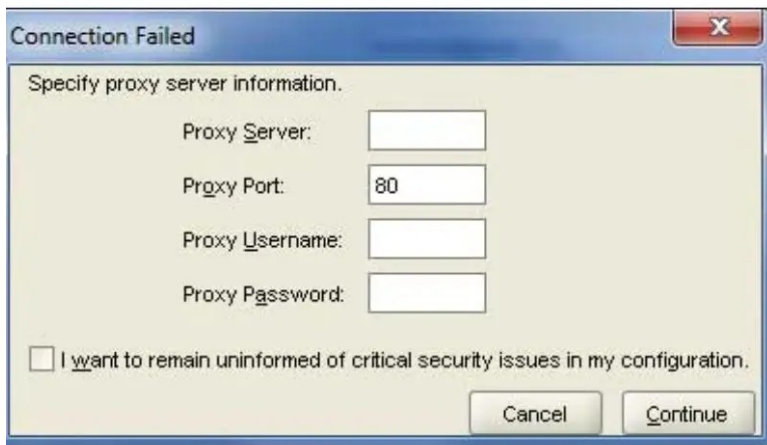 Connection Failed
Specify proxy server information.
Proxy Server:
Proxy Port: 80
Proxy Username:
Proxy Password:
I want to remain uninformed of critical security issues in my configuration.
Cancel Continue